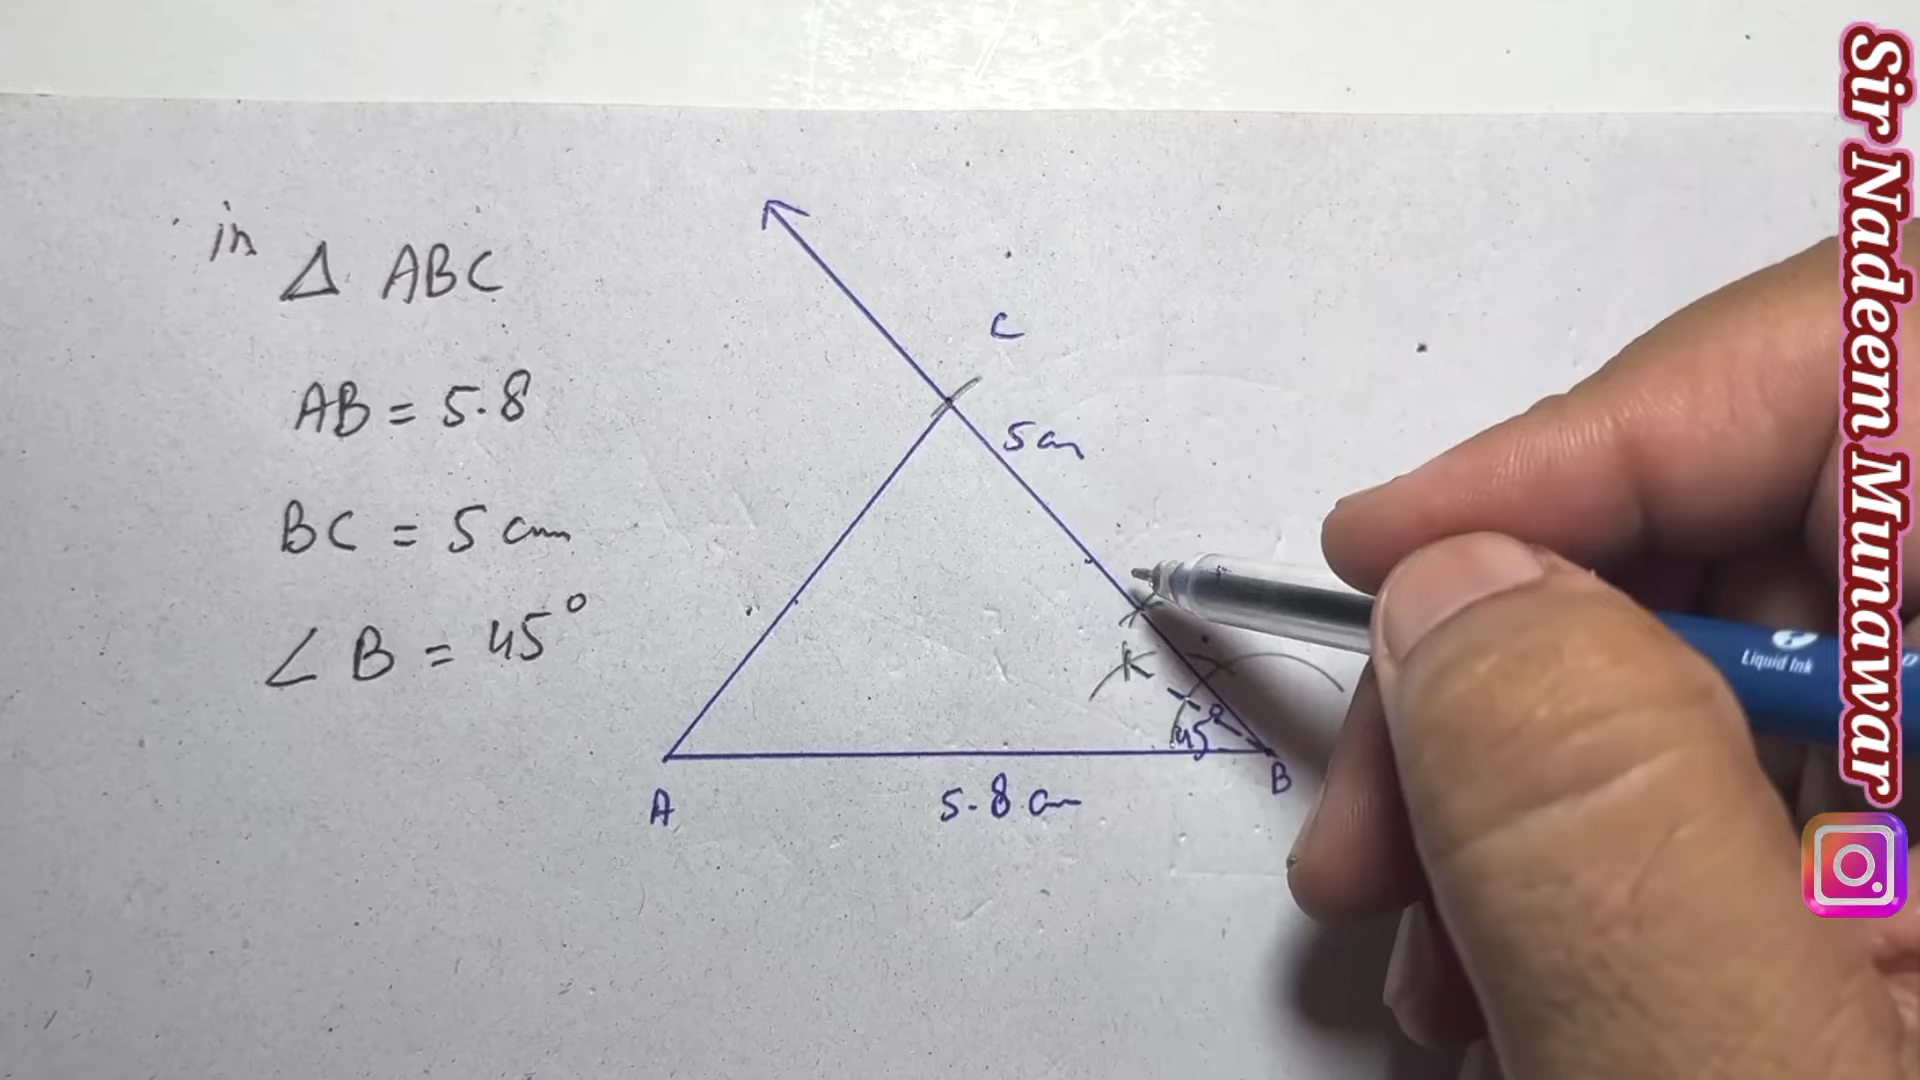 in △ ABC
AB = 5.8
BC = 5 cm
∠ B = 45°
C
5 cm
K
45°
A
B
5.8 cm
Liquid Ink
Sir Nadeem Munawar